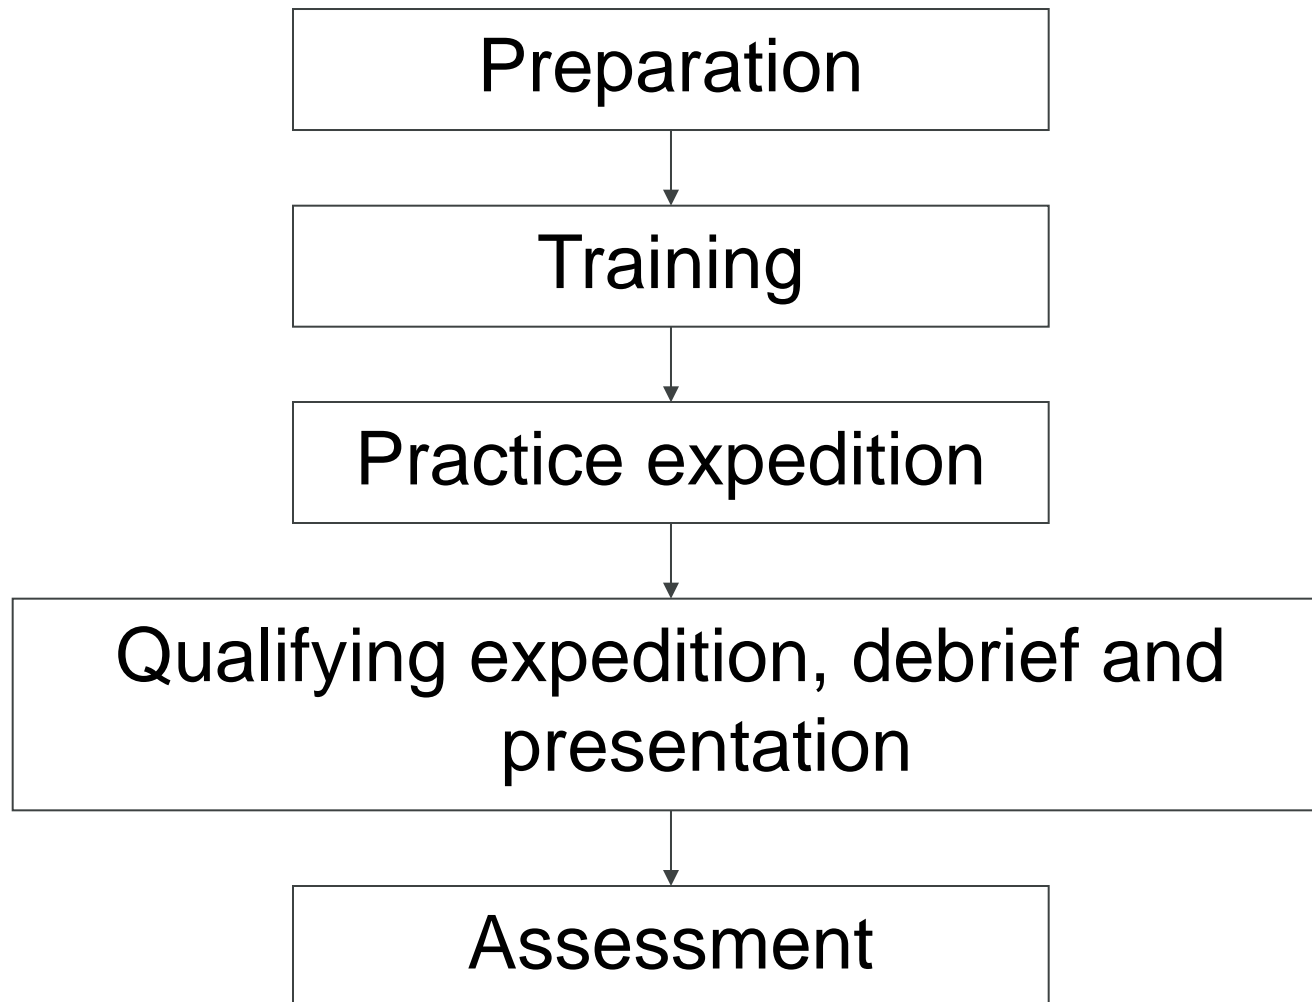 Preparation
Training
Practice expedition
Qualifying expedition, debrief and
presentation
Assessment